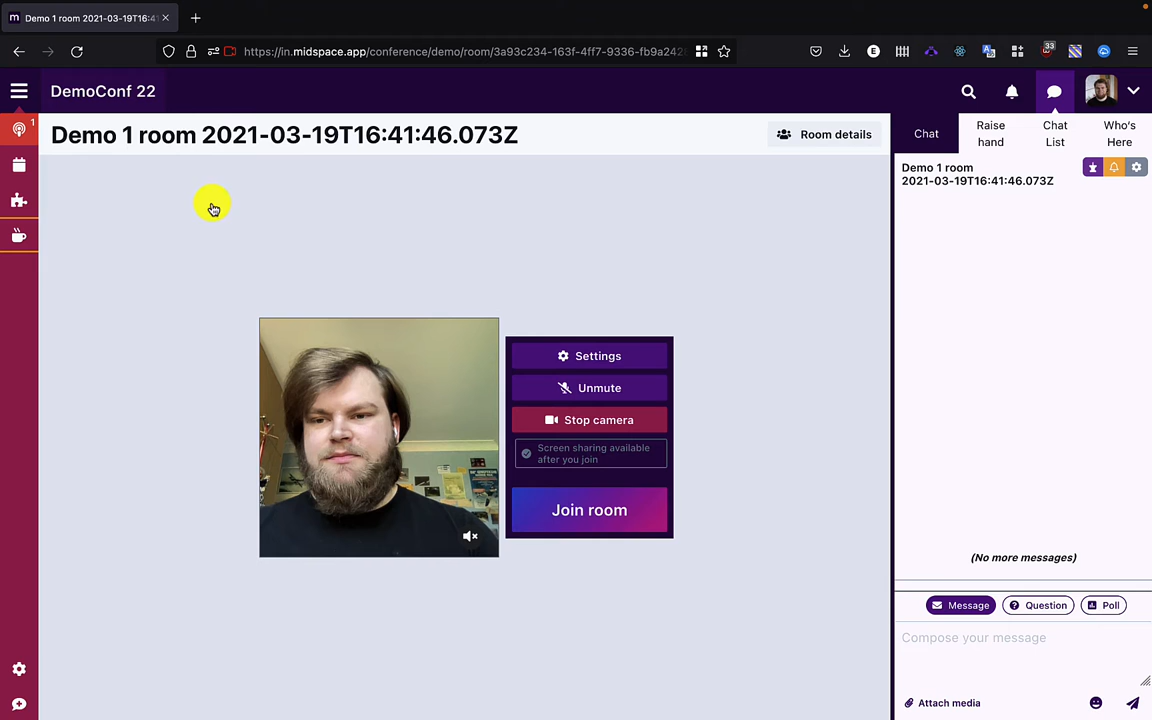 Demo 1 room 2021-03-19T16:41
https://in.midspace.app/conference/demo/room/3a93c234-163f-4ff7-9336-fb9a242
33
DemoConf 22
1
Demo 1 room 2021-03-19T16:41:46.073Z
Room details
Chat
Raise
hand
Chat
List
Who's
Here
Demo 1 room
2021-03-19T16:41:46.073Z
Settings
Unmute
Stop camera
Screen sharing available
after you join
Join room
(No more messages)
Message
Question
Poll
Compose your message
Attach media